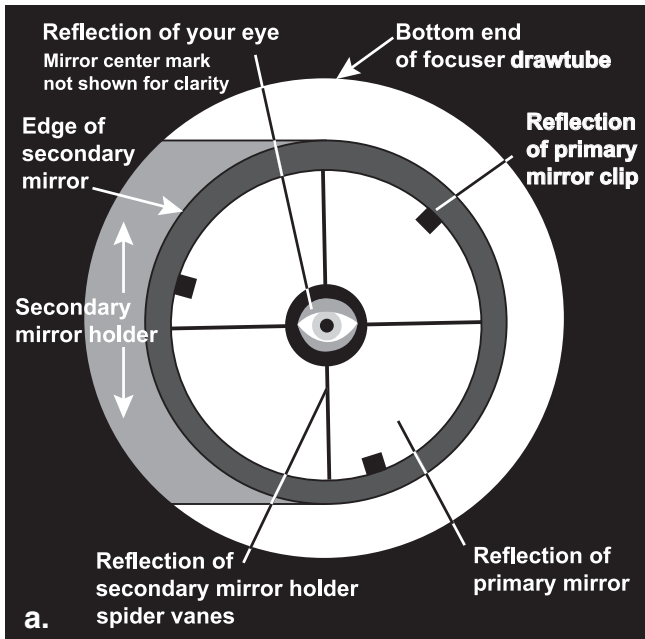 Reflection of your eye
Mirror center mark
not shown for clarity
Bottom end
of focuser drawtube
Edge of
secondary
mirror
Reflection
of primary
mirror clip
Secondary
mirror holder
Reflection of
secondary mirror holder
spider vanes
Reflection of
primary mirror
a.